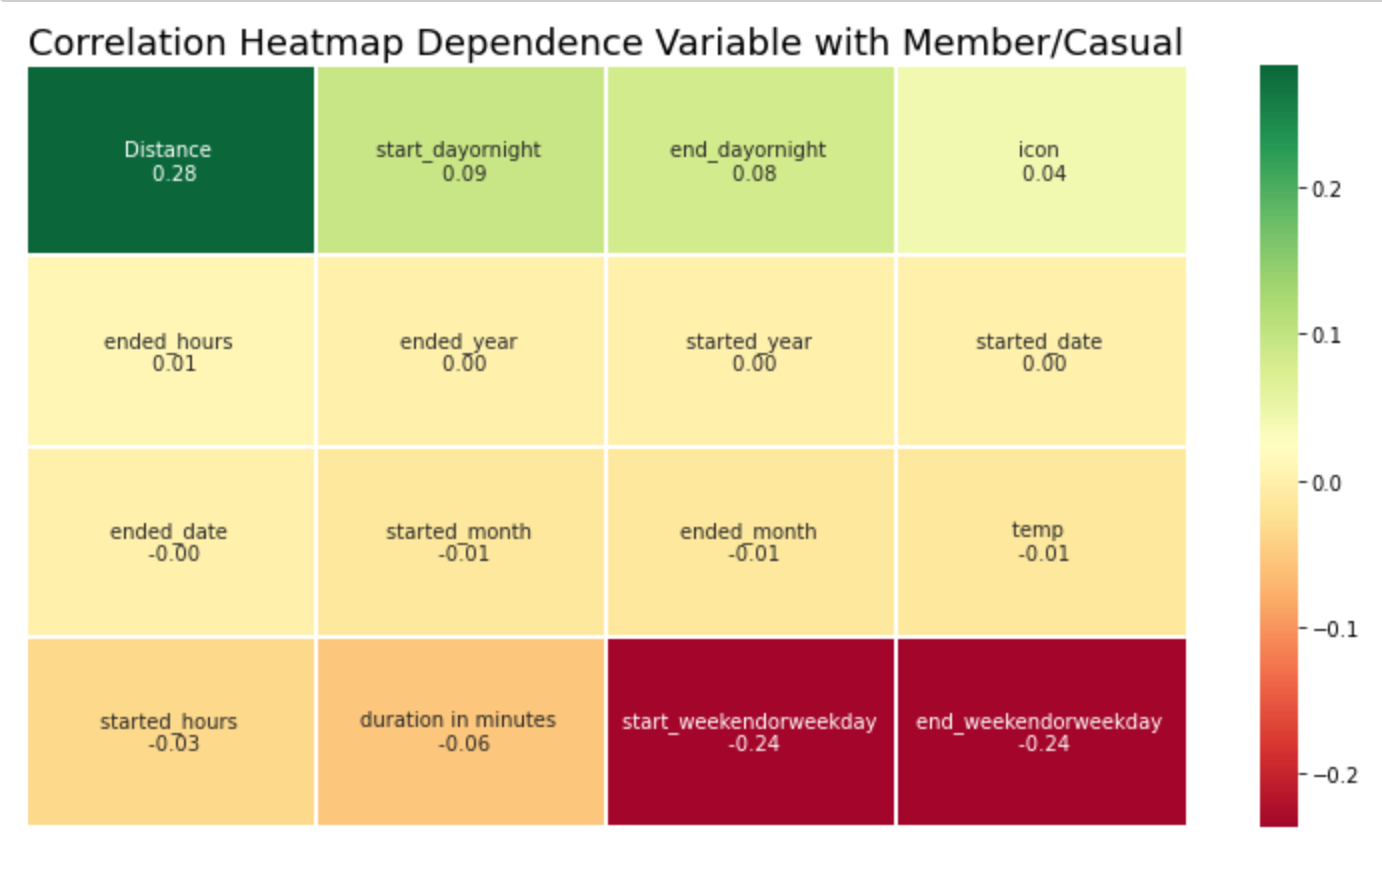 Correlation Heatmap Dependence Variable with Member/Casual
Distance
0.28
start_dayornight
0.09
end_dayornight
0.08
icon
0.04
ended_hours
0.01
ended_year
0.00
started_year
0.00
started_date
0.00
ended_date
-0.00
started_month
-0.01
ended_month
-0.01
temp
-0.01
started_hours
-0.03
duration in minutes
-0.06
start_weekendorweekday
-0.24
end_weekendorweekday
-0.24
0.2
0.1
0.0
−0.1
−0.2